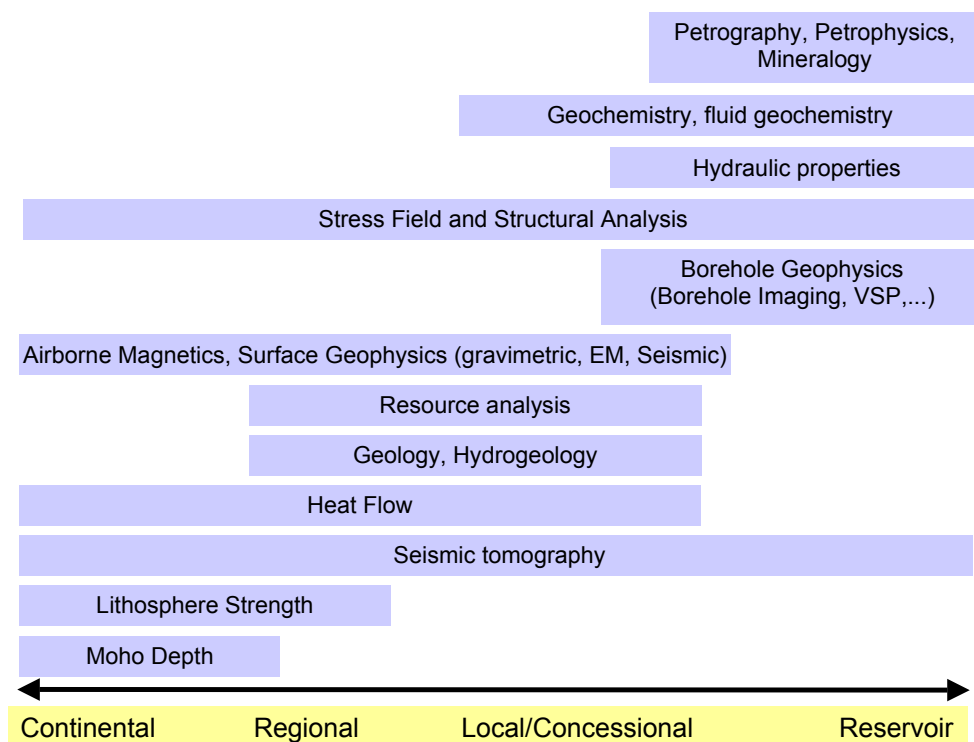 Petrography, Petrophysics,
Mineralogy
Geochemistry, fluid geochemistry
Hydraulic properties
Stress Field and Structural Analysis
Borehole Geophysics
(Borehole Imaging, VSP,...)
Airborne Magnetics, Surface Geophysics (gravimetric, EM, Seismic)
Resource analysis
Geology, Hydrogeology
Heat Flow
Seismic tomography
Lithosphere Strength
Moho Depth
Continental Regional Local/Concessional Reservoir